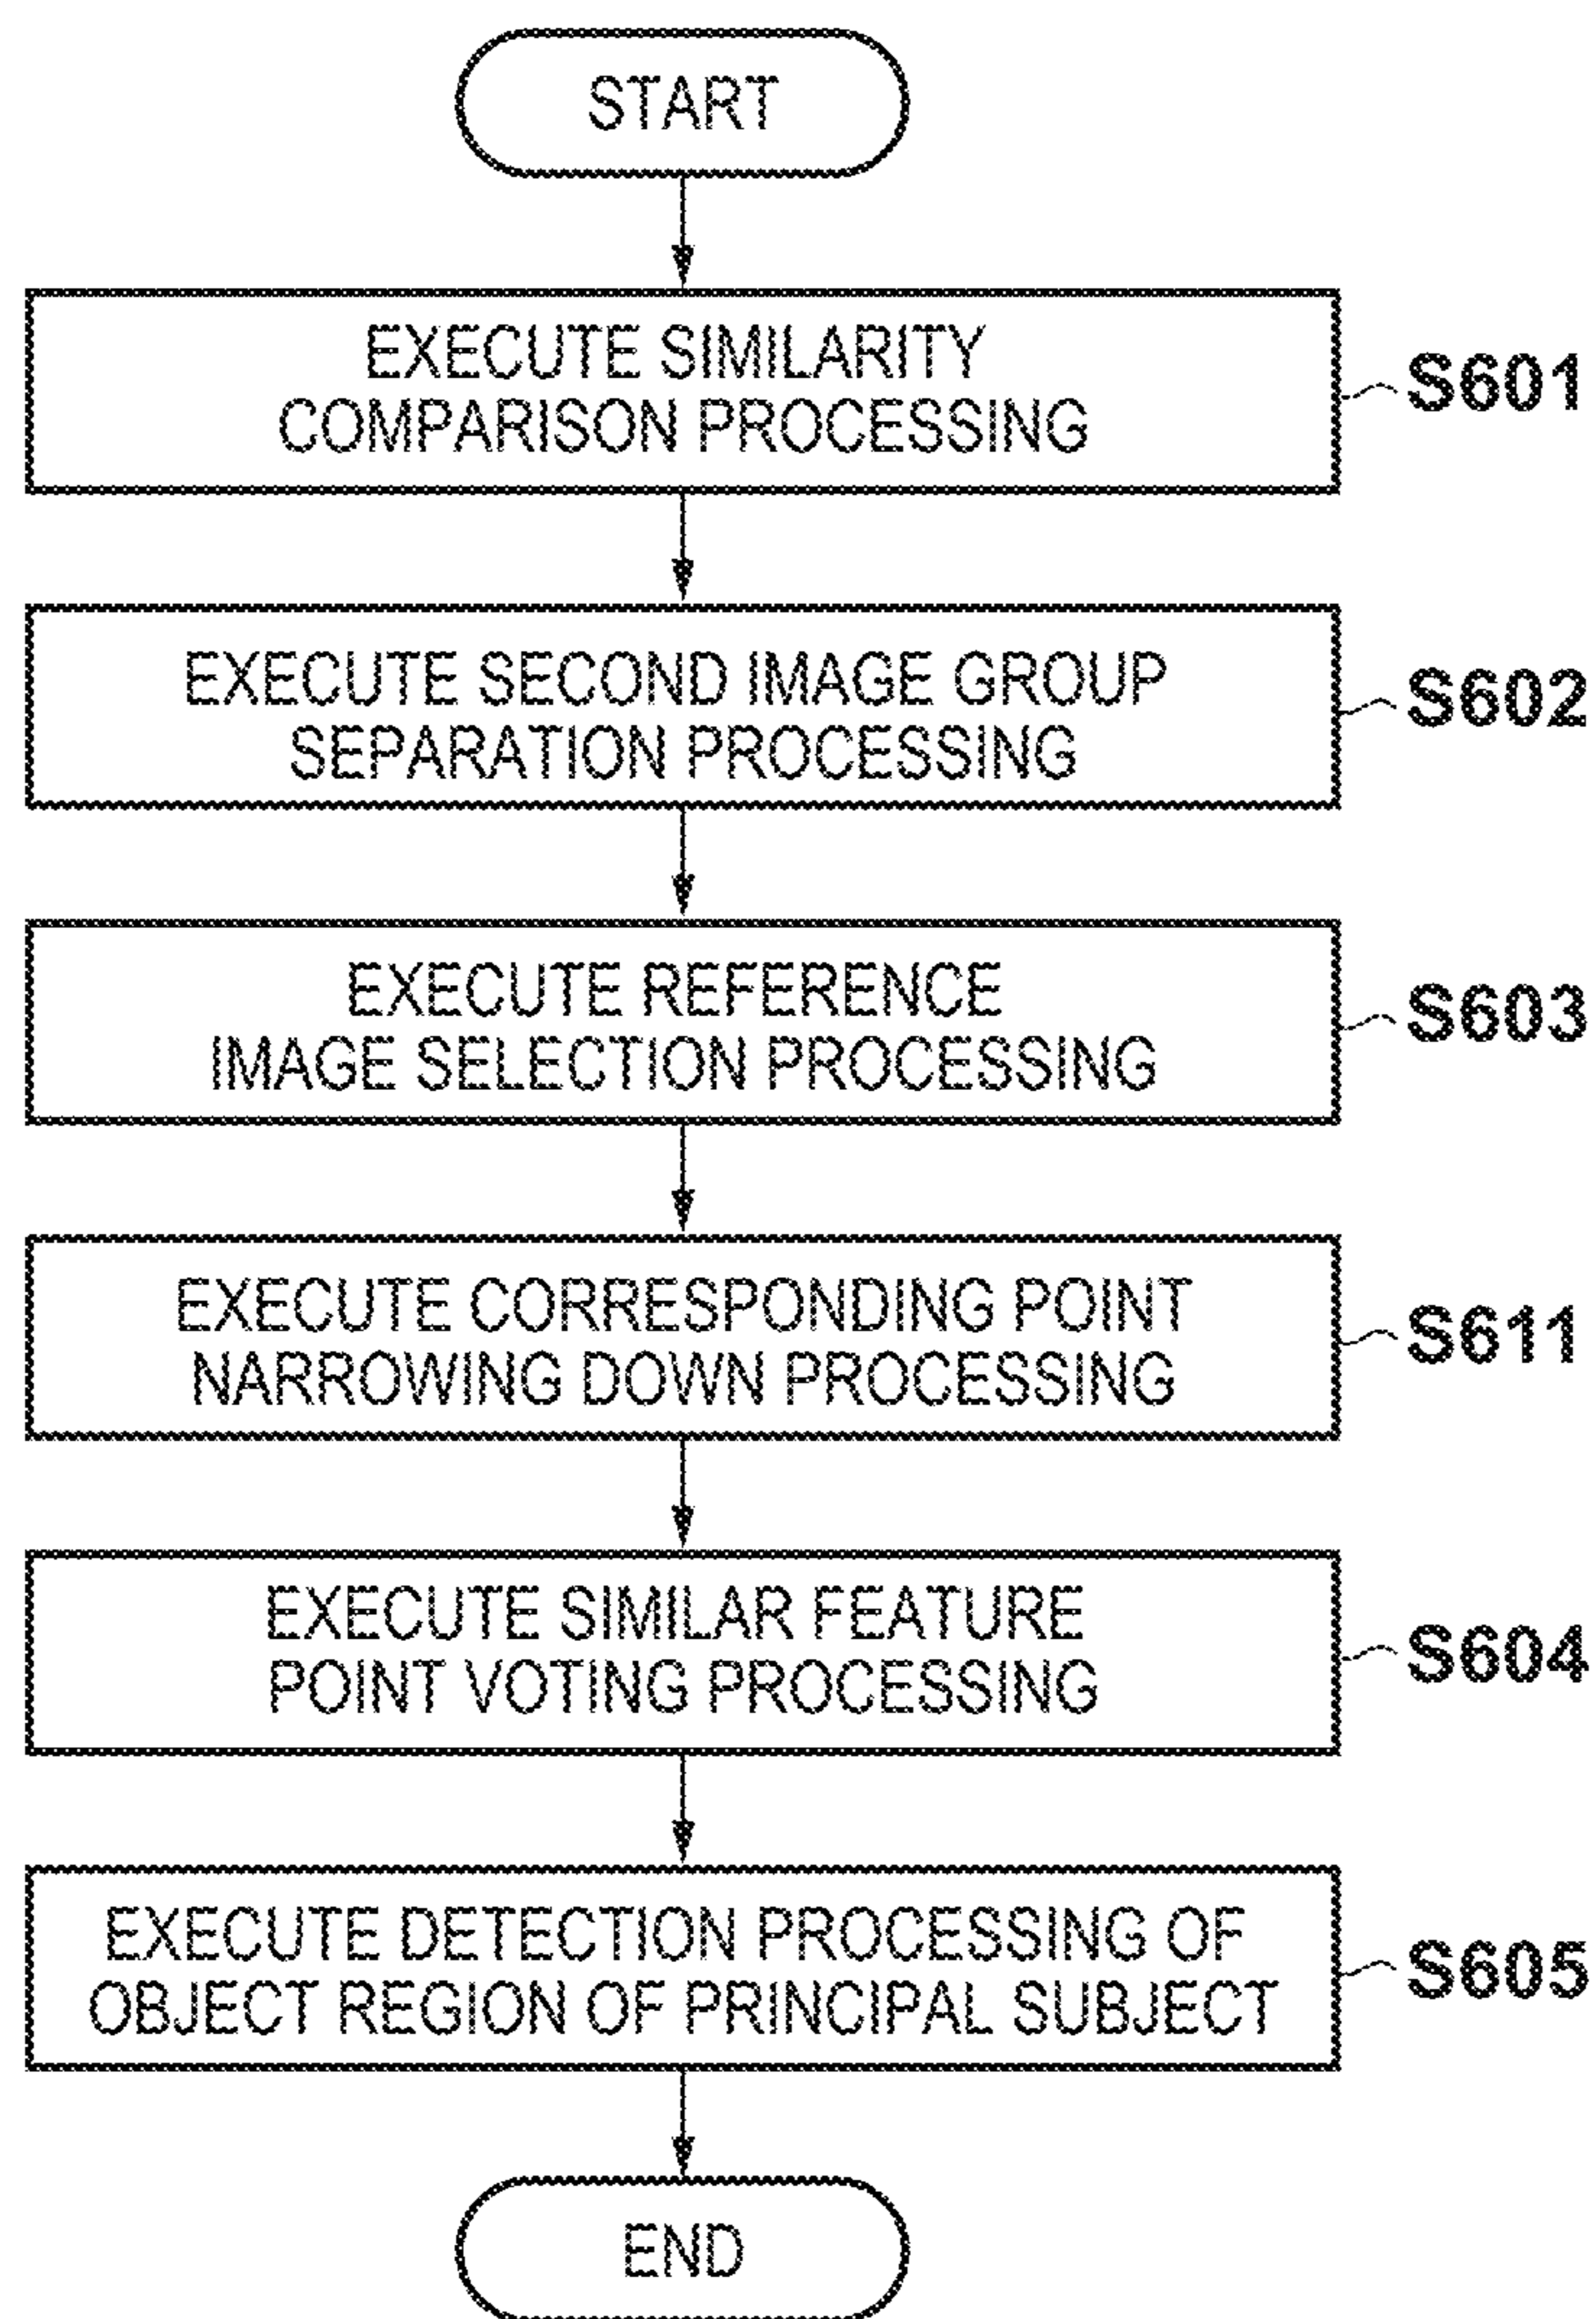 START
EXECUTE SIMILARITY
COMPARISON PROCESSING
S601
EXECUTE SECOND IMAGE GROUP
SEPARATION PROCESSING
S602
EXECUTE REFERENCE
IMAGE SELECTION PROCESSING
S603
EXECUTE CORRESPONDING POINT
NARROWING DOWN PROCESSING
S611
EXECUTE SIMILAR FEATURE
POINT VOTING PROCESSING
S604
EXECUTE DETECTION PROCESSING OF
OBJECT REGION OF PRINCIPAL SUBJECT
S605
END